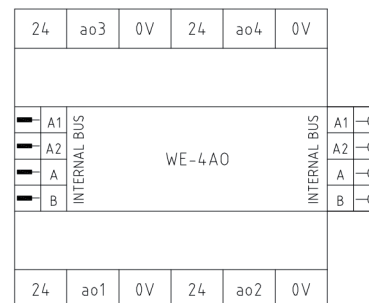 24 ao3 0V 24 ao4 0V
A1 A1
A2 A2
A A
B B
INTERNAL BUS
WE-4AO
INTERNAL BUS
24 ao1 0V 24 ao2 0V